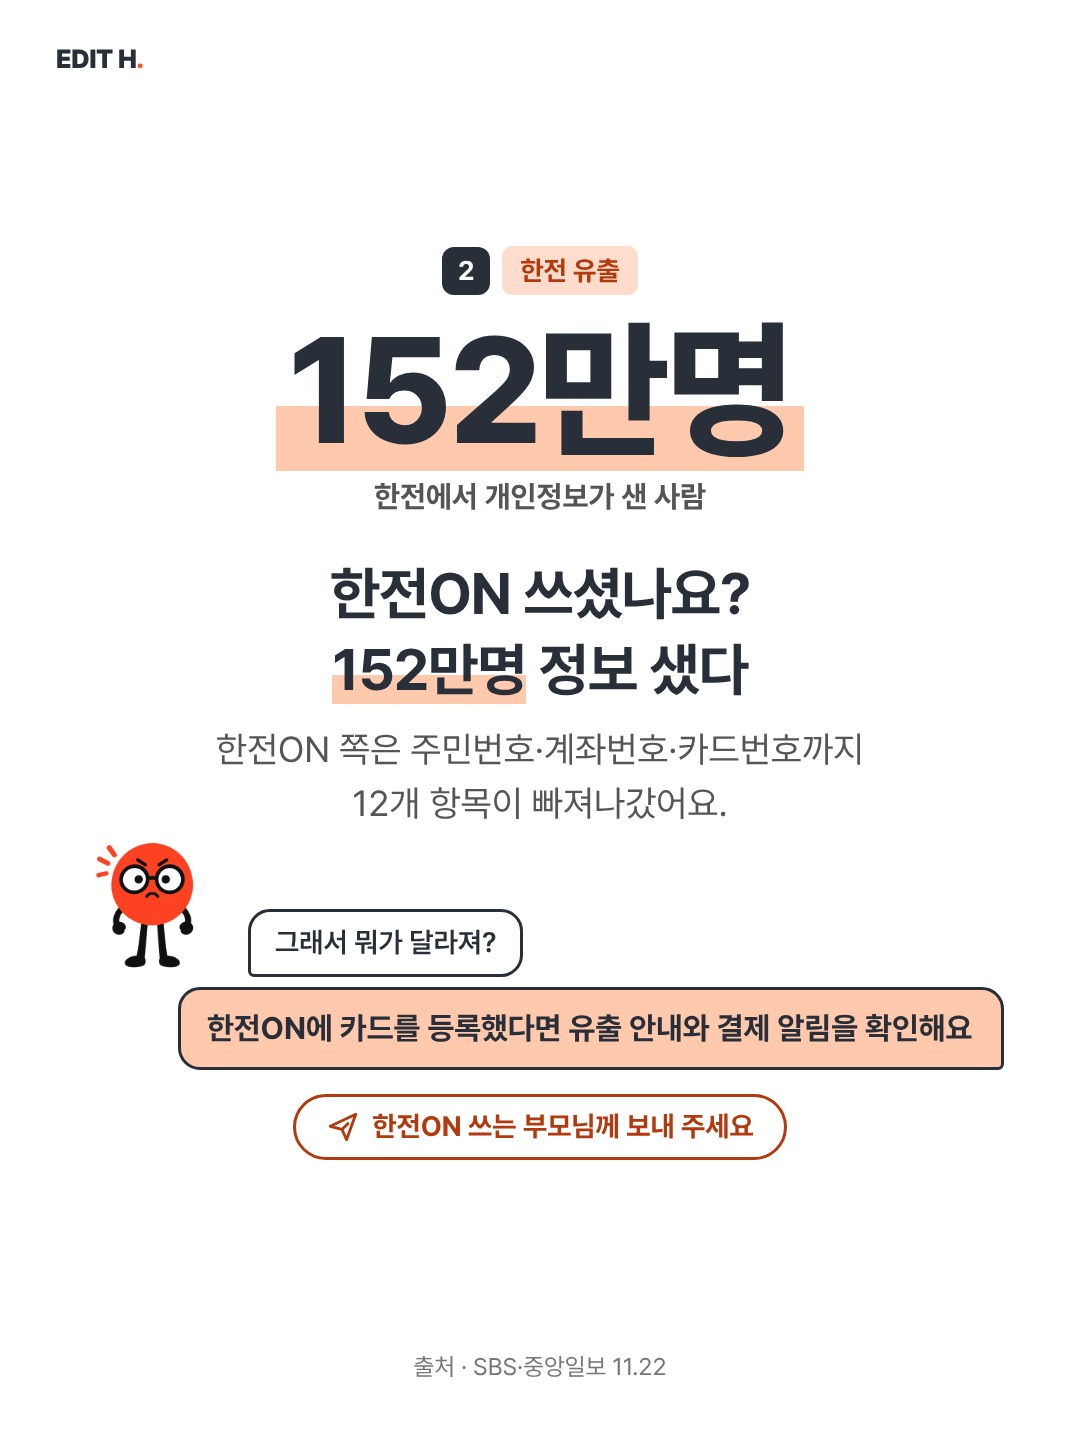 EDIT H.
2 한전 유출
152만명
한전에서 개인정보가 샌 사람
한전ON 쓰셨나요?
152만명 정보 샜다
한전ON 쪽은 주민번호·계좌번호·카드번호까지
12개 항목이 빠져나갔어요.
그래서 뭐가 달라져?
한전ON에 카드를 등록했다면 유출 안내와 결제 알림을 확인해요
한전ON 쓰는 부모님께 보내 주세요
출처 · SBS·중앙일보 11.22